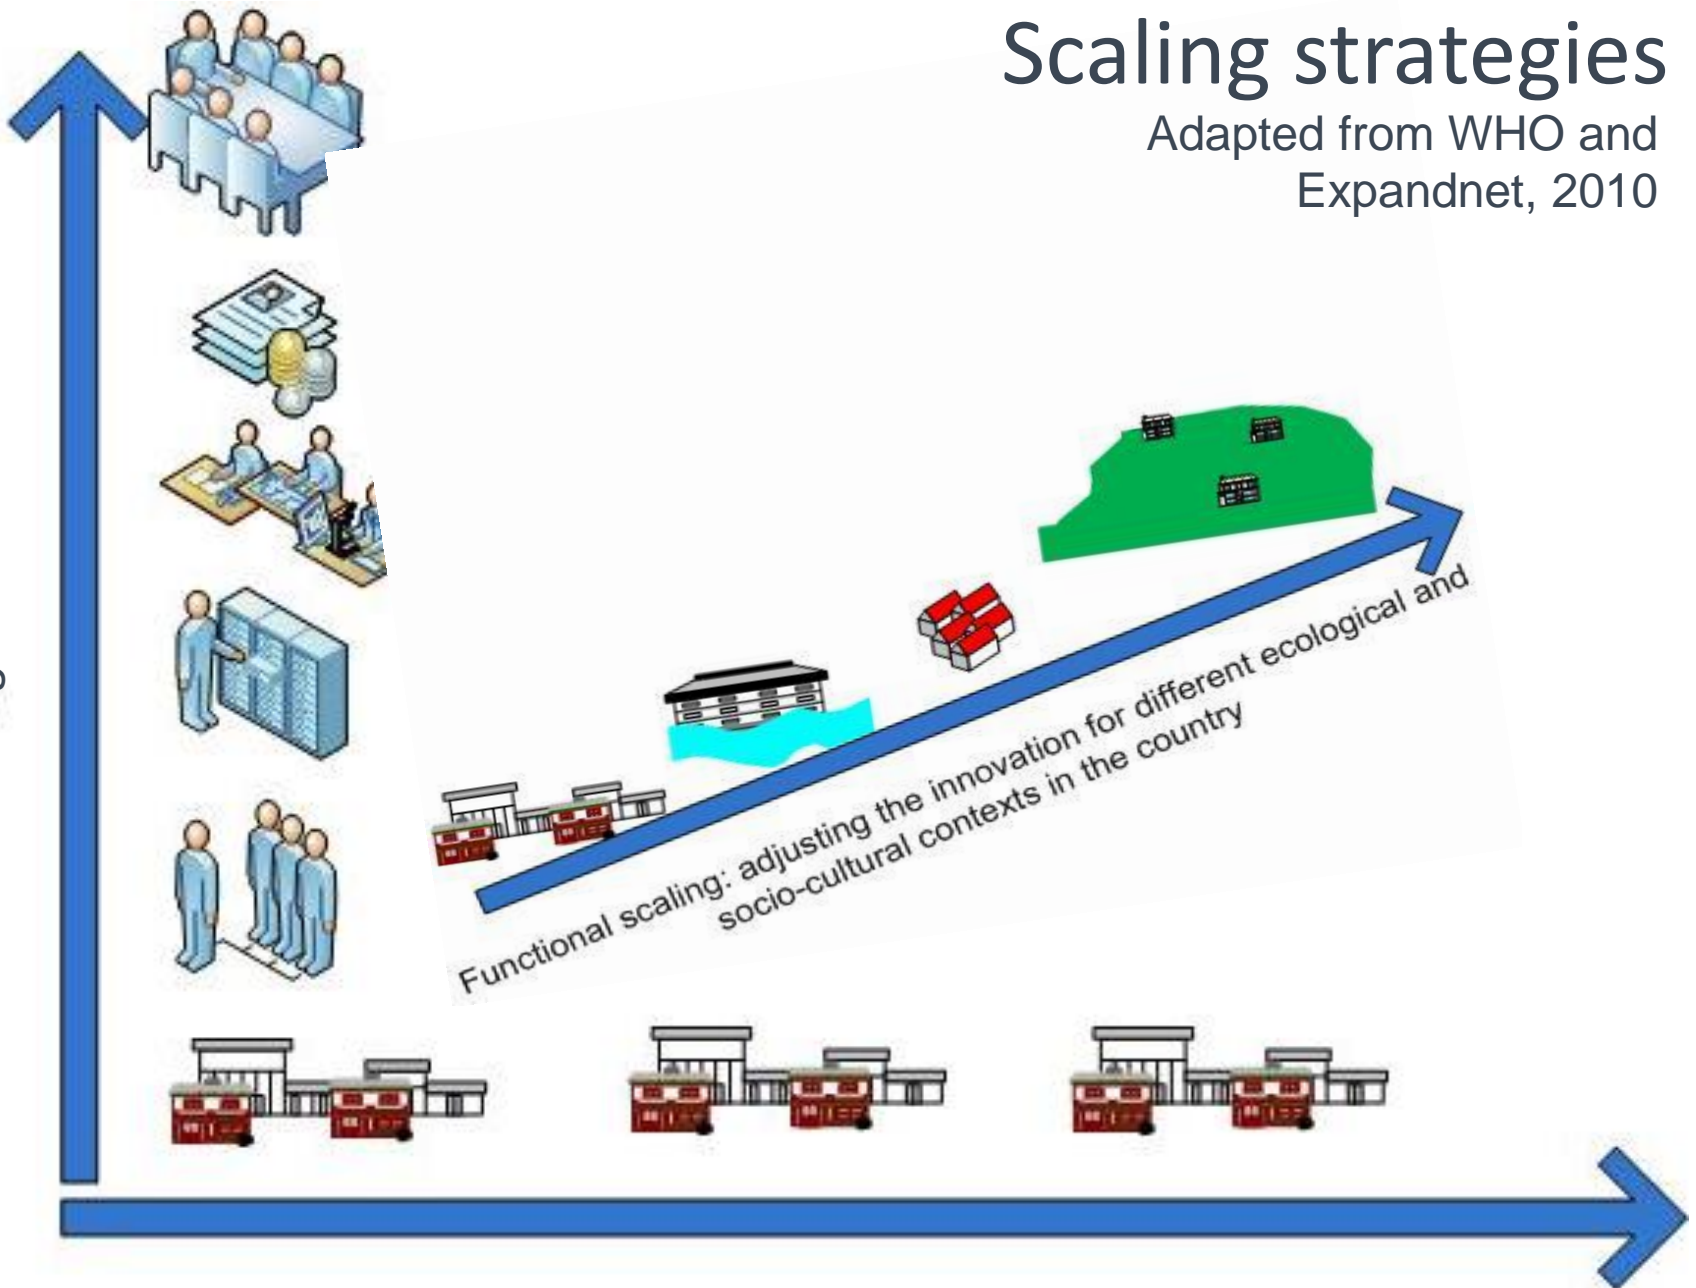 Scaling strategies
Adapted from WHO and
Expandnet, 2010
Functional scaling: adjusting the innovation for different ecological and
socio-cultural contexts in the country